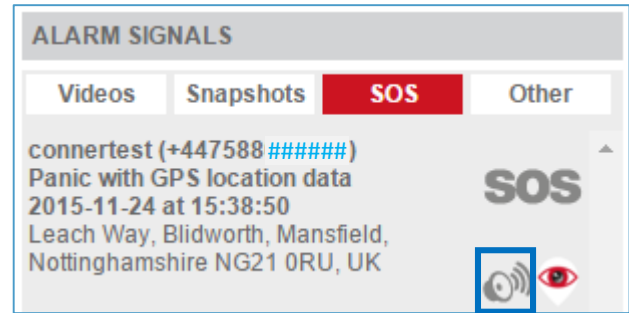 ALARM SIGNALS
Videos Snapshots SOS Other
connertest (+447588 ######)
Panic with GPS location data
2015-11-24 at 15:38:50
Leach Way, Blidworth, Mansfield,
Nottinghamshire NG21 0RU, UK
SOS